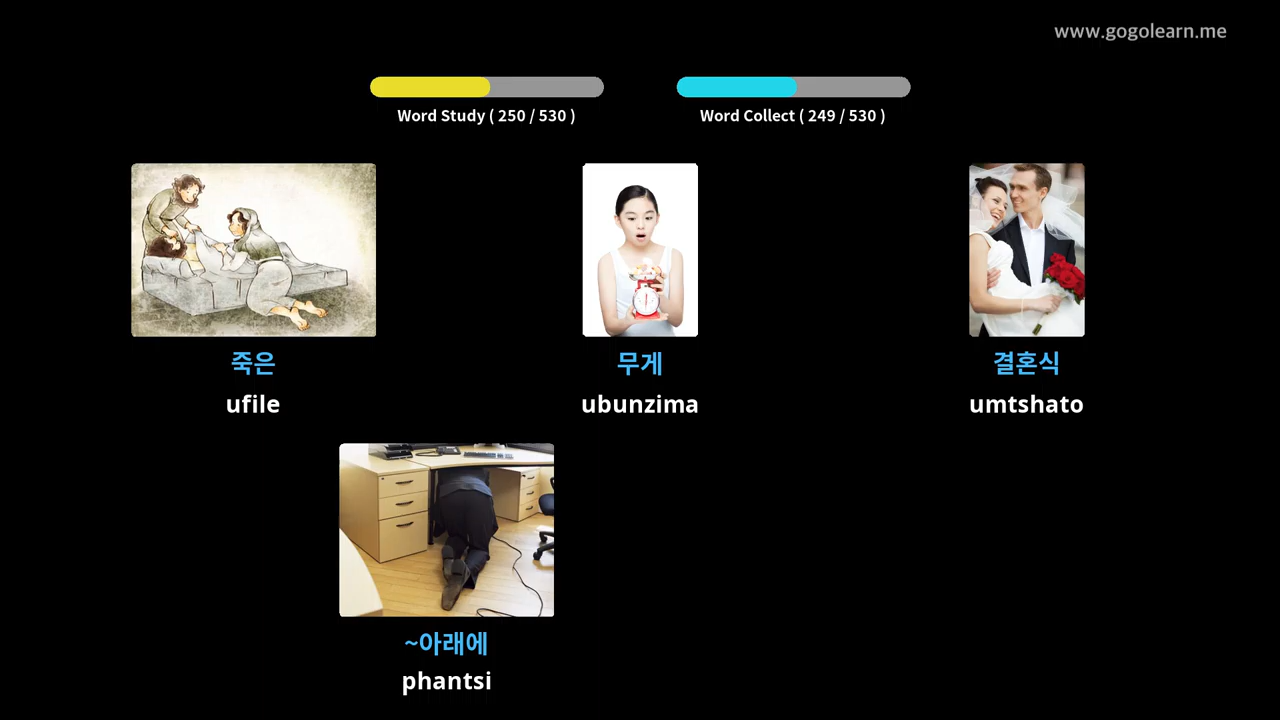 www.gogolearn.me
Word Study ( 250 / 530 )
Word Collect ( 249 / 530 )
죽은
ufile
무게
ubunzima
결혼식
umtshato
~아래에
phantsi